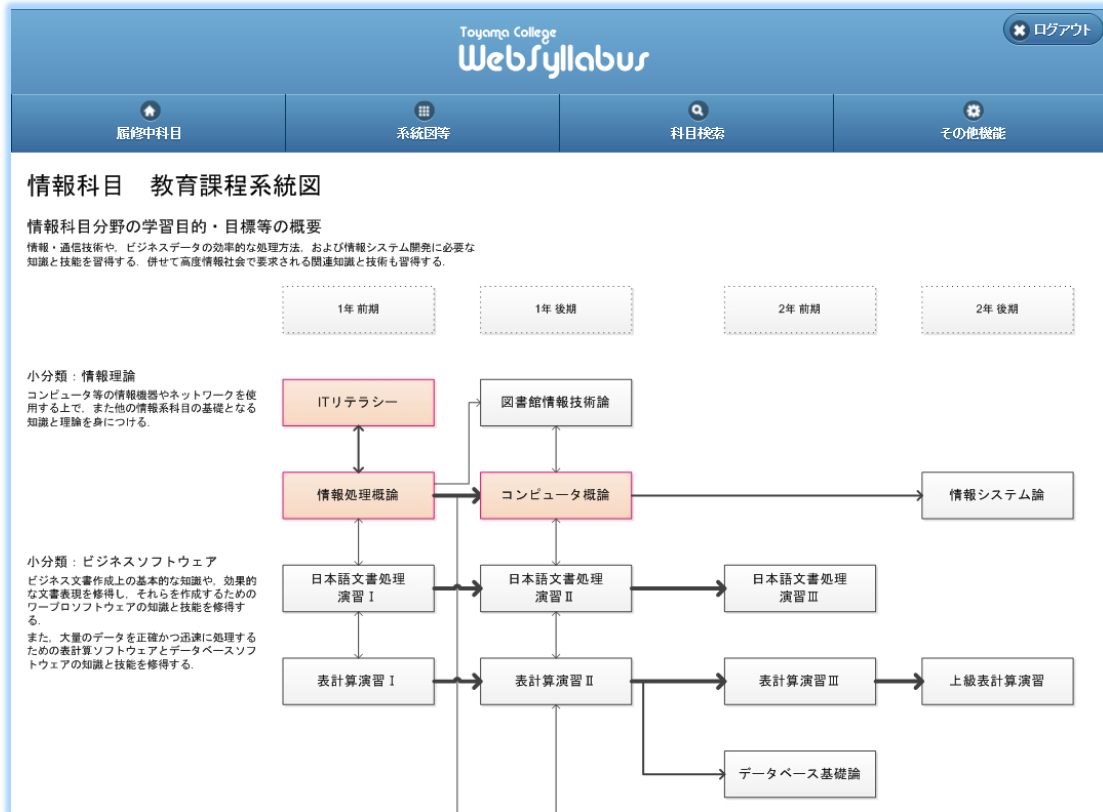 Toyama College
WebSyllabus
ログアウト
履修中科目
系統図等
科目検索
その他機能
情報科目　教育課程系統図
情報科目分野の学習目的・目標等の概要
情報・通信技術や，ビジネスデータの効率的な処理方法，および情報システム開発に必要な
知識と技能を習得する．併せて高度情報社会で要求される関連知識と技術も習得する．
1年 前期
1年 後期
2年 前期
2年 後期
小分類：情報理論
コンピュータ等の情報機器やネットワークを使
用する上で，また他の情報系科目の基礎となる
知識と理論を身につける．
ITリテラシー
図書館情報技術論
情報処理概論
コンピュータ概論
情報システム論
小分類：ビジネスソフトウェア
ビジネス文書作成上の基本的な知識や，効果的
な文書表現を修得し，それらを作成するための
ワープロソフトウェアの知識と技能を修得す
る．
また，大量のデータを正確かつ迅速に処理する
ための表計算ソフトウェアとデータベースソフ
トウェアの知識と技能を修得する．
日本語文書処理
演習Ⅰ
日本語文書処理
演習Ⅱ
日本語文書処理
演習Ⅲ
表計算演習Ⅰ
表計算演習Ⅱ
表計算演習Ⅲ
上級表計算演習
データベース基礎論